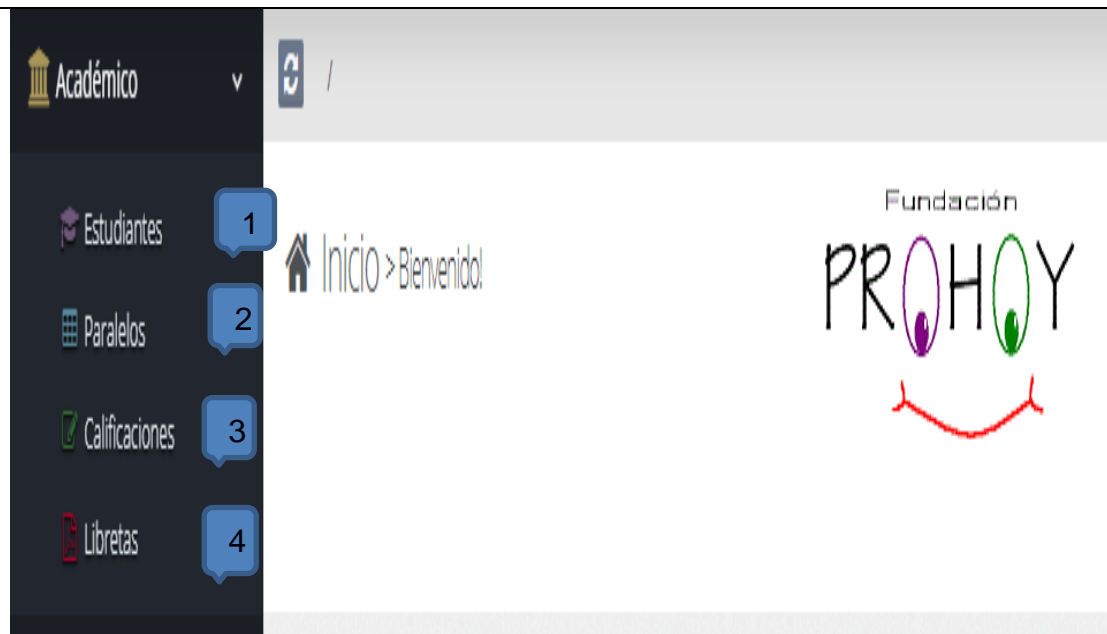 Académico
/
Estudiantes
1
Paralelos
2
Calificaciones
3
Libretas
4
Inicio > Bienvenido!
Fundación
PROHOY